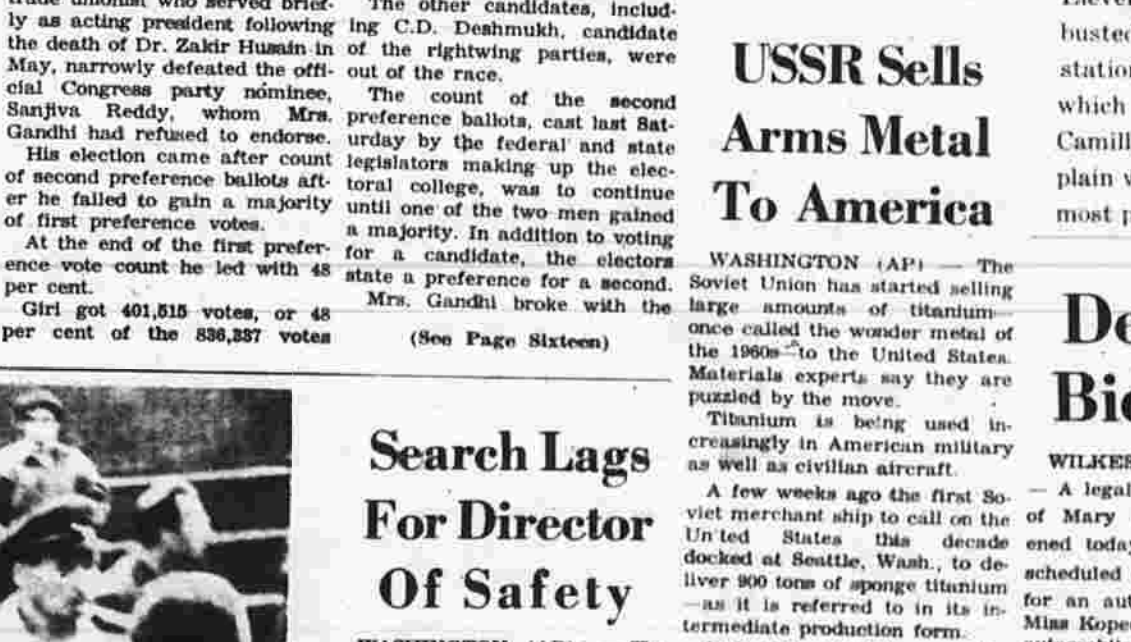 ly as acting president following
the death of Dr. Zakir Husain in
May, narrowly defeated the offi-
cial Congress party nominee,
Sanjiva Reddy, whom Mrs.
Gandhi had refused to endorse.
His election came after count
of second preference ballots aft-
er he failed to gain a majority
of first preference votes.
At the end of the first prefer-
ence vote count he led with 48
per cent.
Giri got 401,515 votes, or 48
per cent of the 836,337 votes
The other candidates, includ-
ing C.D. Deshmukh, candidate
of the rightwing parties, were
out of the race.
The count of the second
preference ballots, cast last Sat-
urday by the federal and state
legislators making up the elec-
toral college, was to continue
until one of the two men gained
a majority. In addition to voting
for a candidate, the electors
state a preference for a second.
Mrs. Gandhi broke with the
(See Page Sixteen)
Search Lags
For Director
Of Safety
USSR Sells
Arms Metal
To America
WASHINGTON (AP) — The
Soviet Union has started selling
large amounts of titanium—
once called the wonder metal of
the 1960s—to the United States.
Materials experts say they are
puzzled by the move.
Titanium is being used in-
creasingly in American military
as well as civilian aircraft.
A few weeks ago the first So-
viet merchant ship to call on the
United States this decade
docked at Seattle, Wash., to de-
liver 900 tons of sponge titanium
—as it is referred to in its in-
termediate production form.
busted
which
plain
most
De
WILKES
— A legal
of Mary
ened today
scheduled
for an
Miss